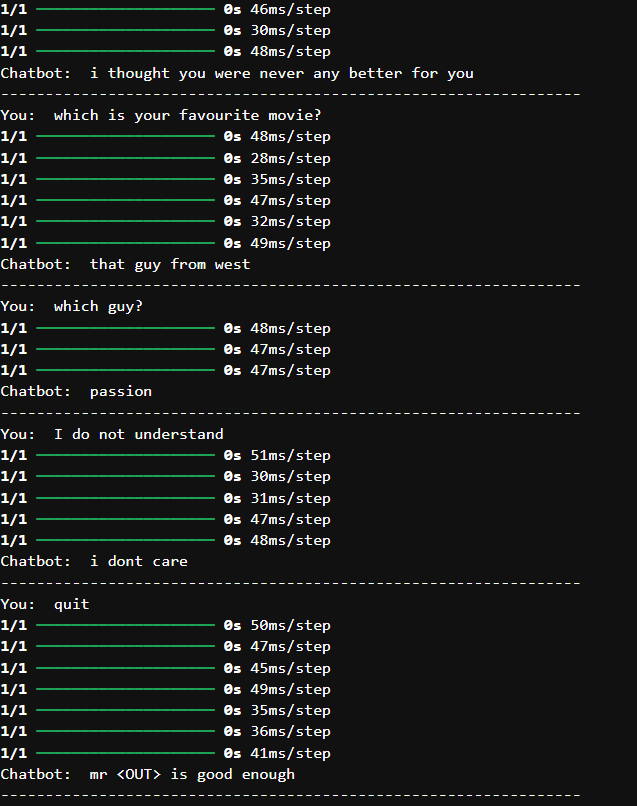 1/1 ━━━━━━━━━━━━━━━━━━━━ 0s 46ms/step
1/1 ━━━━━━━━━━━━━━━━━━━━ 0s 30ms/step
1/1 ━━━━━━━━━━━━━━━━━━━━ 0s 48ms/step
Chatbot:  i thought you were never any better for you
-----------------------------------------------------------------
You:  which is your favourite movie?
1/1 ━━━━━━━━━━━━━━━━━━━━ 0s 48ms/step
1/1 ━━━━━━━━━━━━━━━━━━━━ 0s 28ms/step
1/1 ━━━━━━━━━━━━━━━━━━━━ 0s 35ms/step
1/1 ━━━━━━━━━━━━━━━━━━━━ 0s 47ms/step
1/1 ━━━━━━━━━━━━━━━━━━━━ 0s 32ms/step
1/1 ━━━━━━━━━━━━━━━━━━━━ 0s 49ms/step
Chatbot:  that guy from west
-----------------------------------------------------------------
You:  which guy?
1/1 ━━━━━━━━━━━━━━━━━━━━ 0s 48ms/step
1/1 ━━━━━━━━━━━━━━━━━━━━ 0s 47ms/step
1/1 ━━━━━━━━━━━━━━━━━━━━ 0s 47ms/step
Chatbot:  passion
-----------------------------------------------------------------
You:  I do not understand
1/1 ━━━━━━━━━━━━━━━━━━━━ 0s 51ms/step
1/1 ━━━━━━━━━━━━━━━━━━━━ 0s 30ms/step
1/1 ━━━━━━━━━━━━━━━━━━━━ 0s 31ms/step
1/1 ━━━━━━━━━━━━━━━━━━━━ 0s 47ms/step
1/1 ━━━━━━━━━━━━━━━━━━━━ 0s 48ms/step
Chatbot:  i dont care
-----------------------------------------------------------------
You:  quit
1/1 ━━━━━━━━━━━━━━━━━━━━ 0s 50ms/step
1/1 ━━━━━━━━━━━━━━━━━━━━ 0s 47ms/step
1/1 ━━━━━━━━━━━━━━━━━━━━ 0s 45ms/step
1/1 ━━━━━━━━━━━━━━━━━━━━ 0s 49ms/step
1/1 ━━━━━━━━━━━━━━━━━━━━ 0s 35ms/step
1/1 ━━━━━━━━━━━━━━━━━━━━ 0s 36ms/step
1/1 ━━━━━━━━━━━━━━━━━━━━ 0s 41ms/step
Chatbot:  mr <OUT> is good enough
-----------------------------------------------------------------